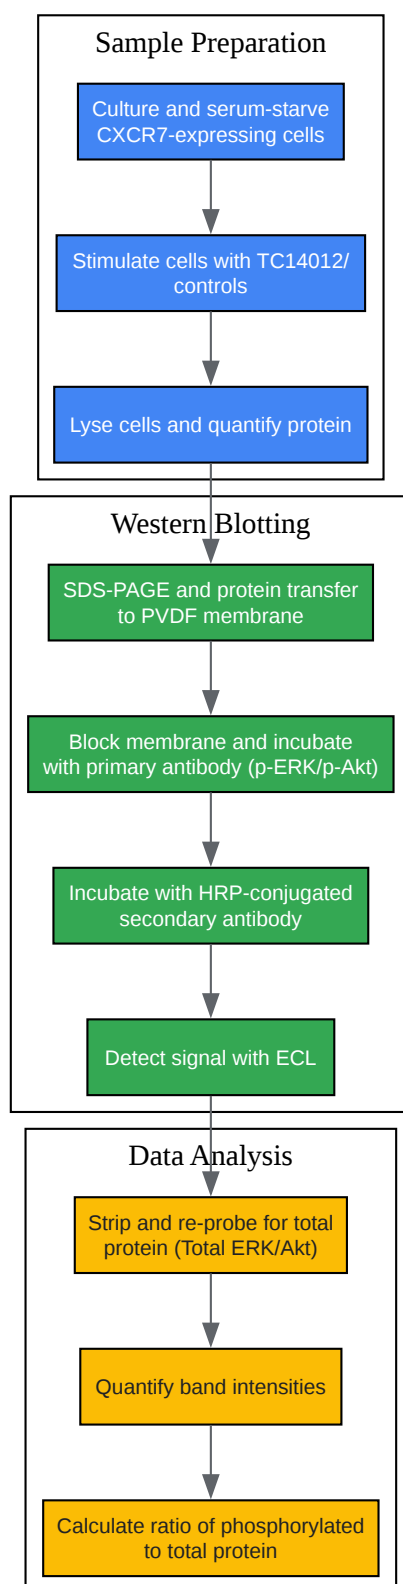 Sample Preparation
Culture and serum-starve
CXCR7-expressing cells
Stimulate cells with TC14012/
controls
Lyse cells and quantify protein
Western Blotting
SDS-PAGE and protein transfer
to PVDF membrane
Block membrane and incubate
with primary antibody (p-ERK/p-Akt)
Incubate with HRP-conjugated
secondary antibody
Detect signal with ECL
Data Analysis
Strip and re-probe for total
protein (Total ERK/Akt)
Quantify band intensities
Calculate ratio of phosphorylated
to total protein